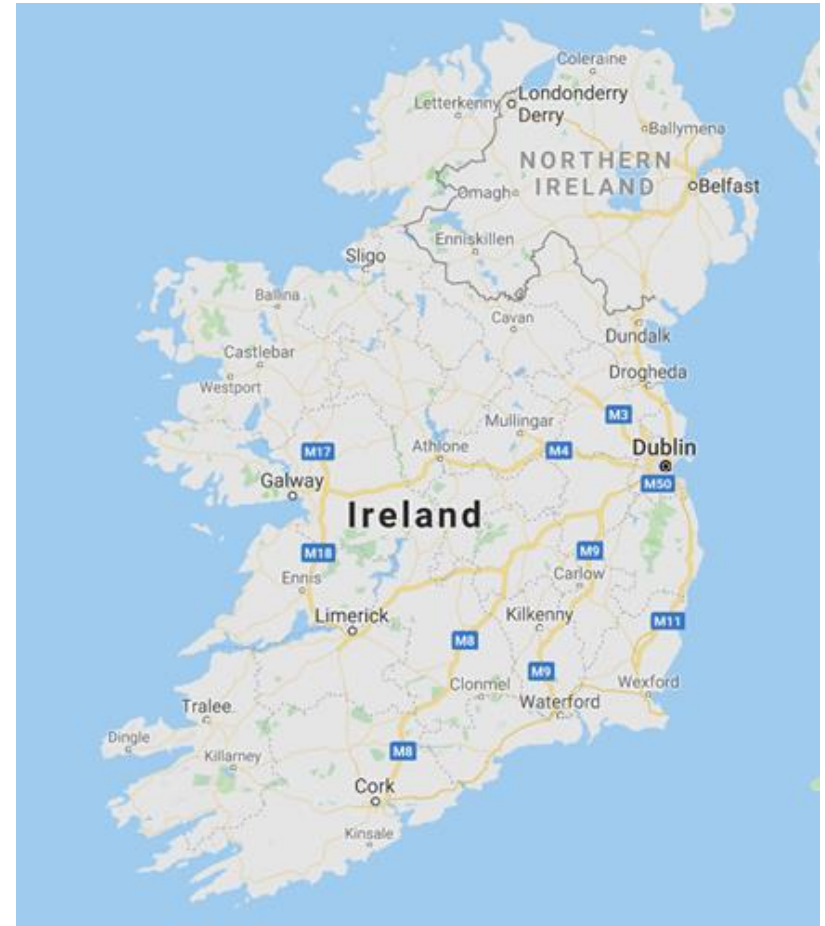 Coleraine
Londonderry
Derry
Letterkenny
Ballymena
NORTHERN
IRELAND
Omagh
Belfast
Enniskillen
Sligo
Ballina
Cavan
Dundalk
Castlebar
Drogheda
Westport
M3
Mullingar
Athlone
M17
M4
Dublin
Galway
M50
Ireland
M18
M9
Ennis
Carlow
Limerick
Kilkenny
M11
M8
M9
Clonmel
Wexford
Tralee
Waterford
Dingle
Killarney
M8
Cork
Kinsale